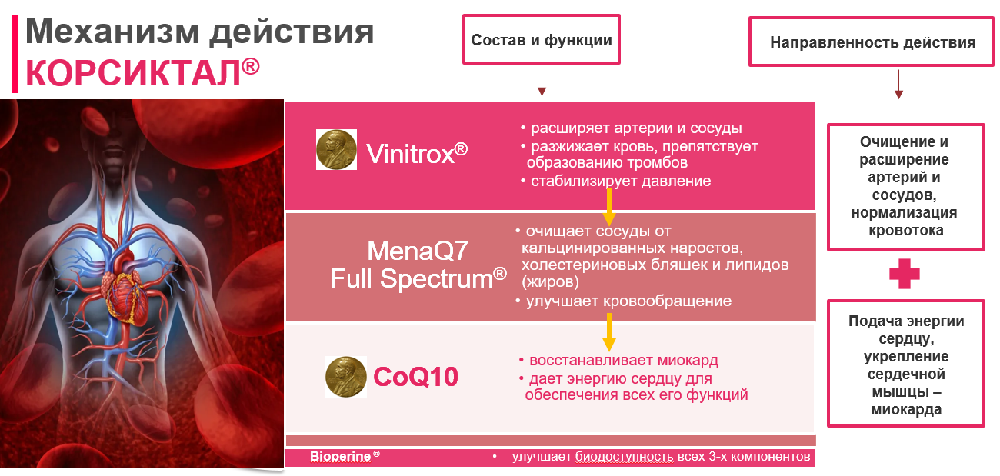 Механизм действия
КОРСИКТАЛ®
Состав и функции
Направленность действия
Vinitrox®
• расширяет артерии и сосуды
• разжижает кровь, препятствует
образованию тромбов
• стабилизирует давление
MenaQ7
Full Spectrum®
• очищает сосуды от
кальцинированных наростов,
холестериновых бляшек и липидов
(жиров)
• улучшает кровообращение
CoQ10
• восстанавливает миокард
• дает энергию сердцу для
обеспечения всех его функций
Bioperine ®
• улучшает биодоступность всех 3-х компонентов
Очищение и
расширение
артерий и
сосудов,
нормализация
кровотока
Подача энергии
сердцу,
укрепление
сердечной
мышцы –
миокарда